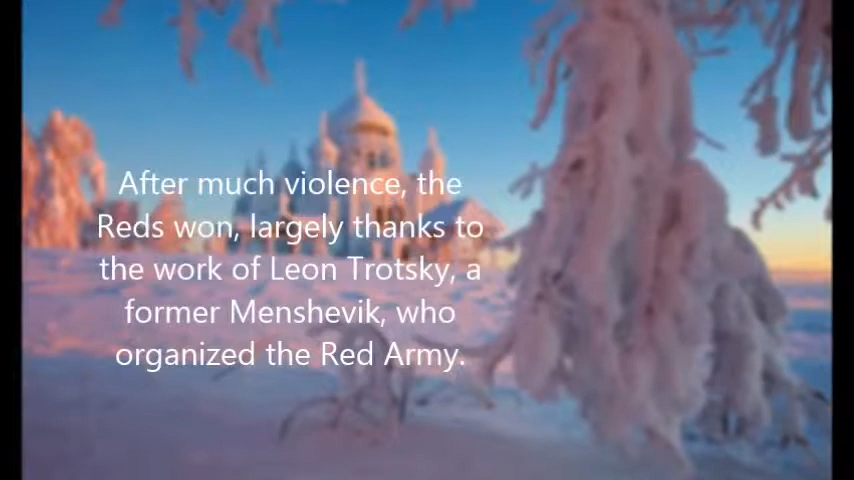 After much violence, the
Reds won, largely thanks to
the work of Leon Trotsky, a
former Menshevik, who
organized the Red Army.